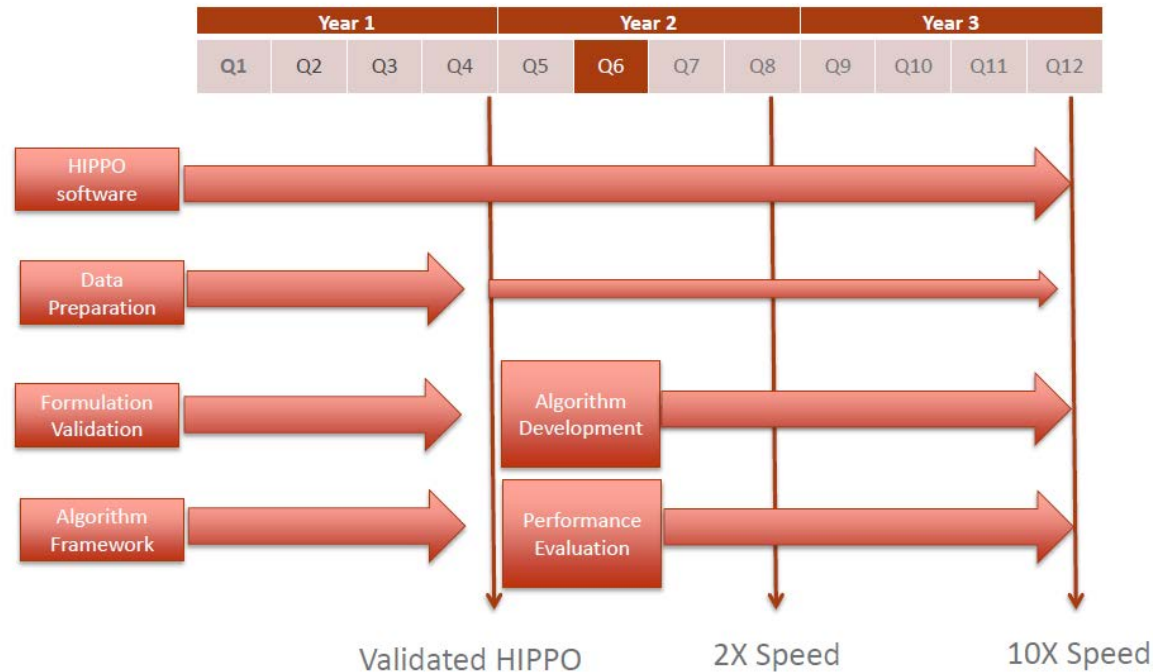 Year 1 Year 2 Year 3
Q1 Q2 Q3 Q4 Q5 Q6 Q7 Q8 Q9 Q10 Q11 Q12
HIPPO
software
Data
Preparation
Formulation
Validation
Algorithm
Development
Algorithm
Framework
Performance
Evaluation
Validated HIPPO
2X Speed
10X Speed